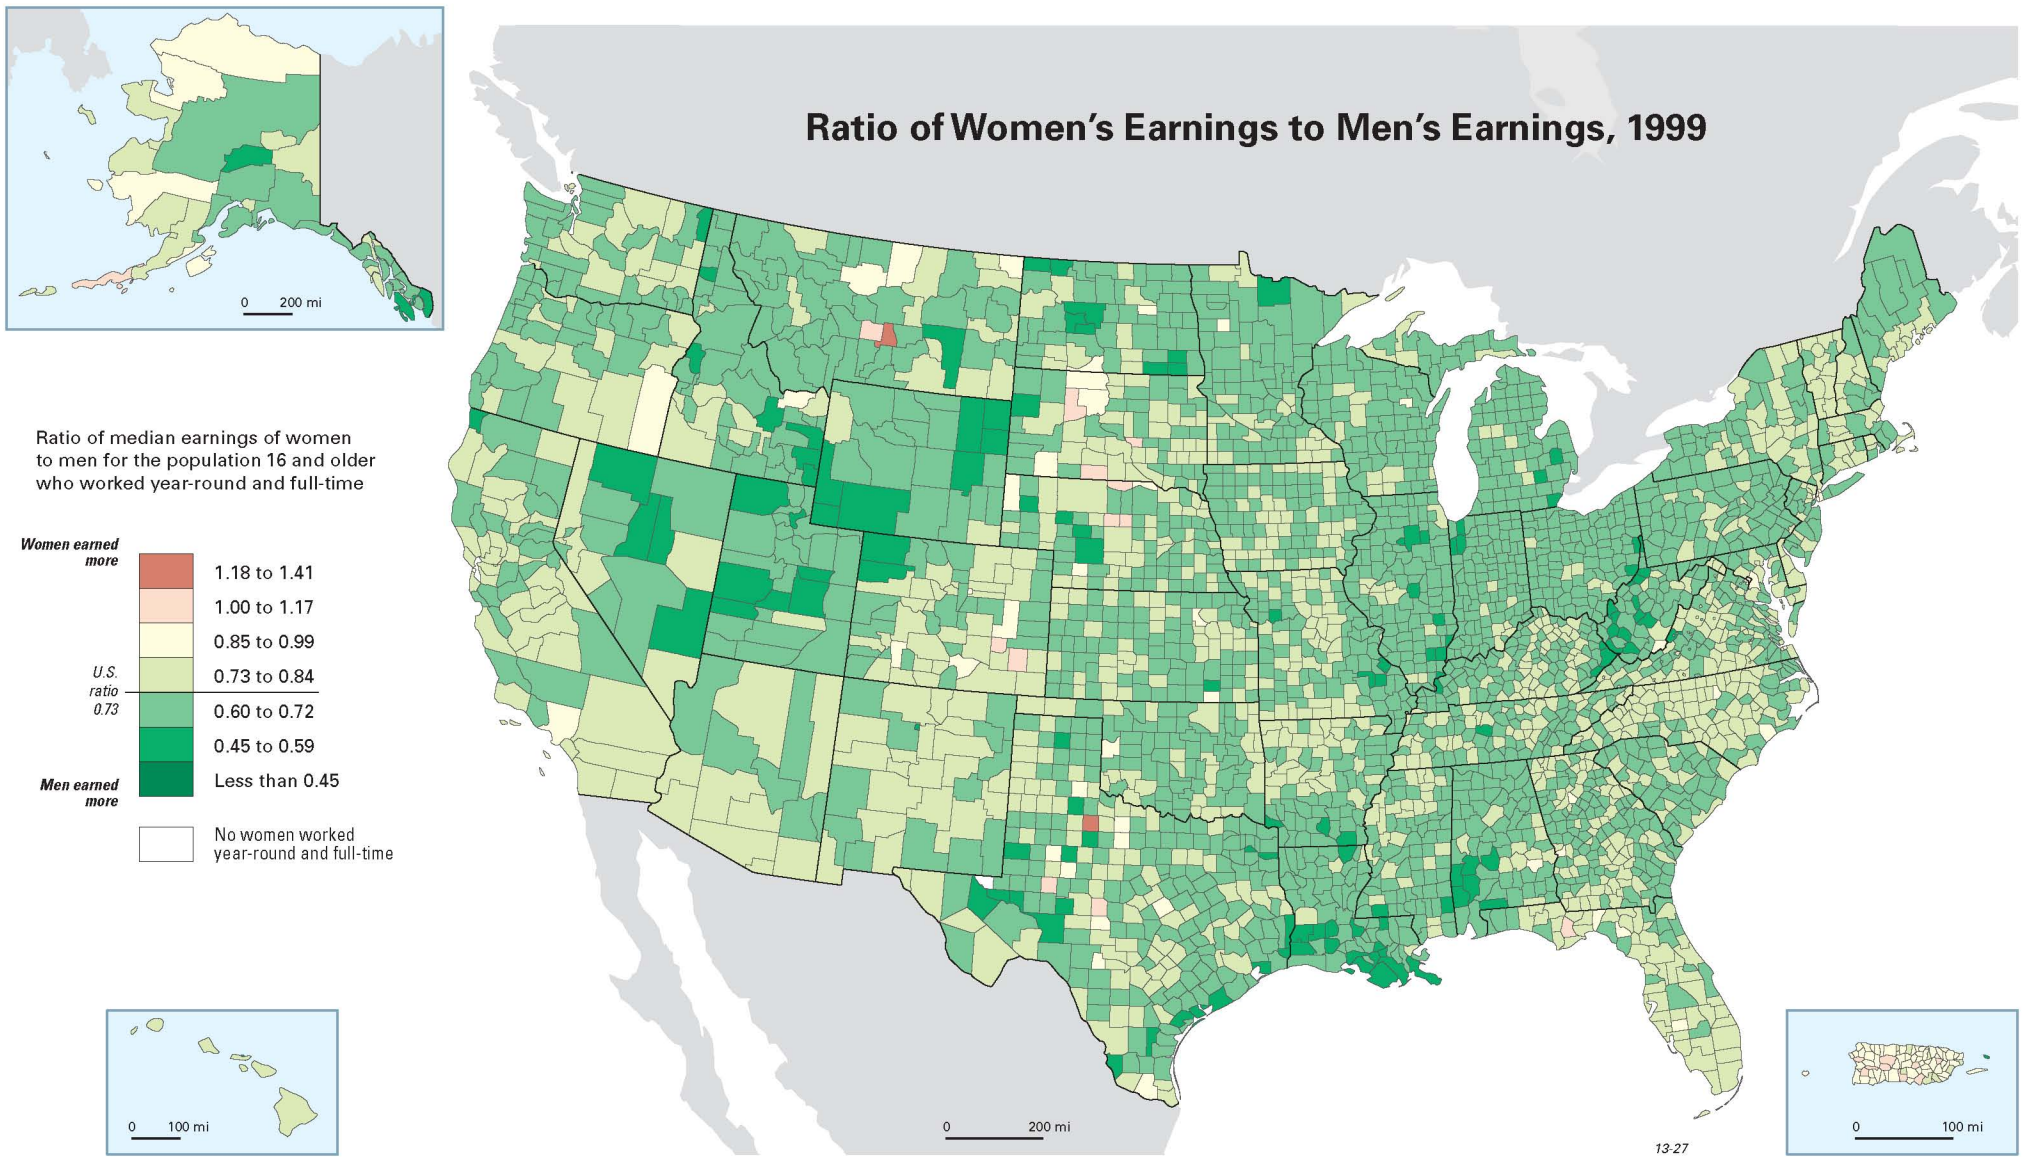 Ratio of Women's Earnings to Men's Earnings, 1999
0 200 mi
Ratio of median earnings of women
to men for the population 16 and older
who worked year-round and full-time
Women earned
more
1.18 to 1.41
1.00 to 1.17
0.85 to 0.99
0.73 to 0.84
U.S.
ratio
0.73
0.60 to 0.72
0.45 to 0.59
Less than 0.45
Men earned
more
No women worked
year-round and full-time
0 100 mi
0 200 mi
0 100 mi
13-27